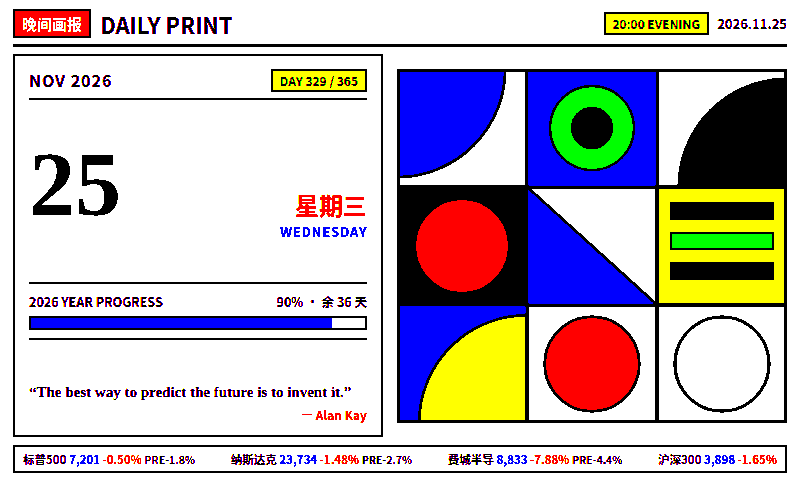 晚间画报 DAILY PRINT 20:00 EVENING 2026.11.25
NOV 2026 DAY 329 / 365
25
星期三
WEDNESDAY
2026 YEAR PROGRESS 90% · 余 36 天
“The best way to predict the future is to invent it.”
— Alan Kay
标普500 7,201 -0.50% PRE-1.8% 纳斯达克 23,734 -1.48% PRE-2.7% 费城半导 8,833 -7.88% PRE-4.4% 沪深300 3,898 -1.65%